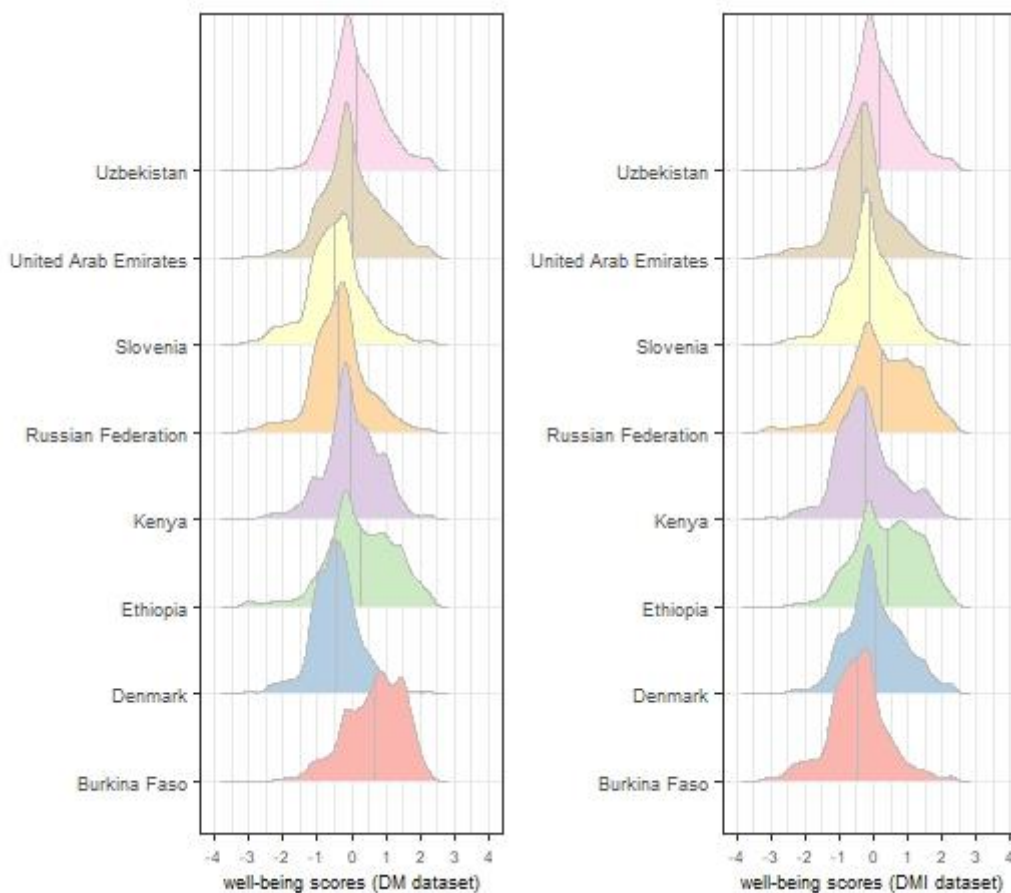 Uzbekistan
United Arab Emirates
Slovenia
Russian Federation
Kenya
Ethiopia
Denmark
Burkina Faso
-4 -3 -2 -1 0 1 2 3 4
well-being scores (DM dataset)
Uzbekistan
United Arab Emirates
Slovenia
Russian Federation
Kenya
Ethiopia
Denmark
Burkina Faso
-4 -3 -2 -1 0 1 2 3 4
well-being scores (DMI dataset)